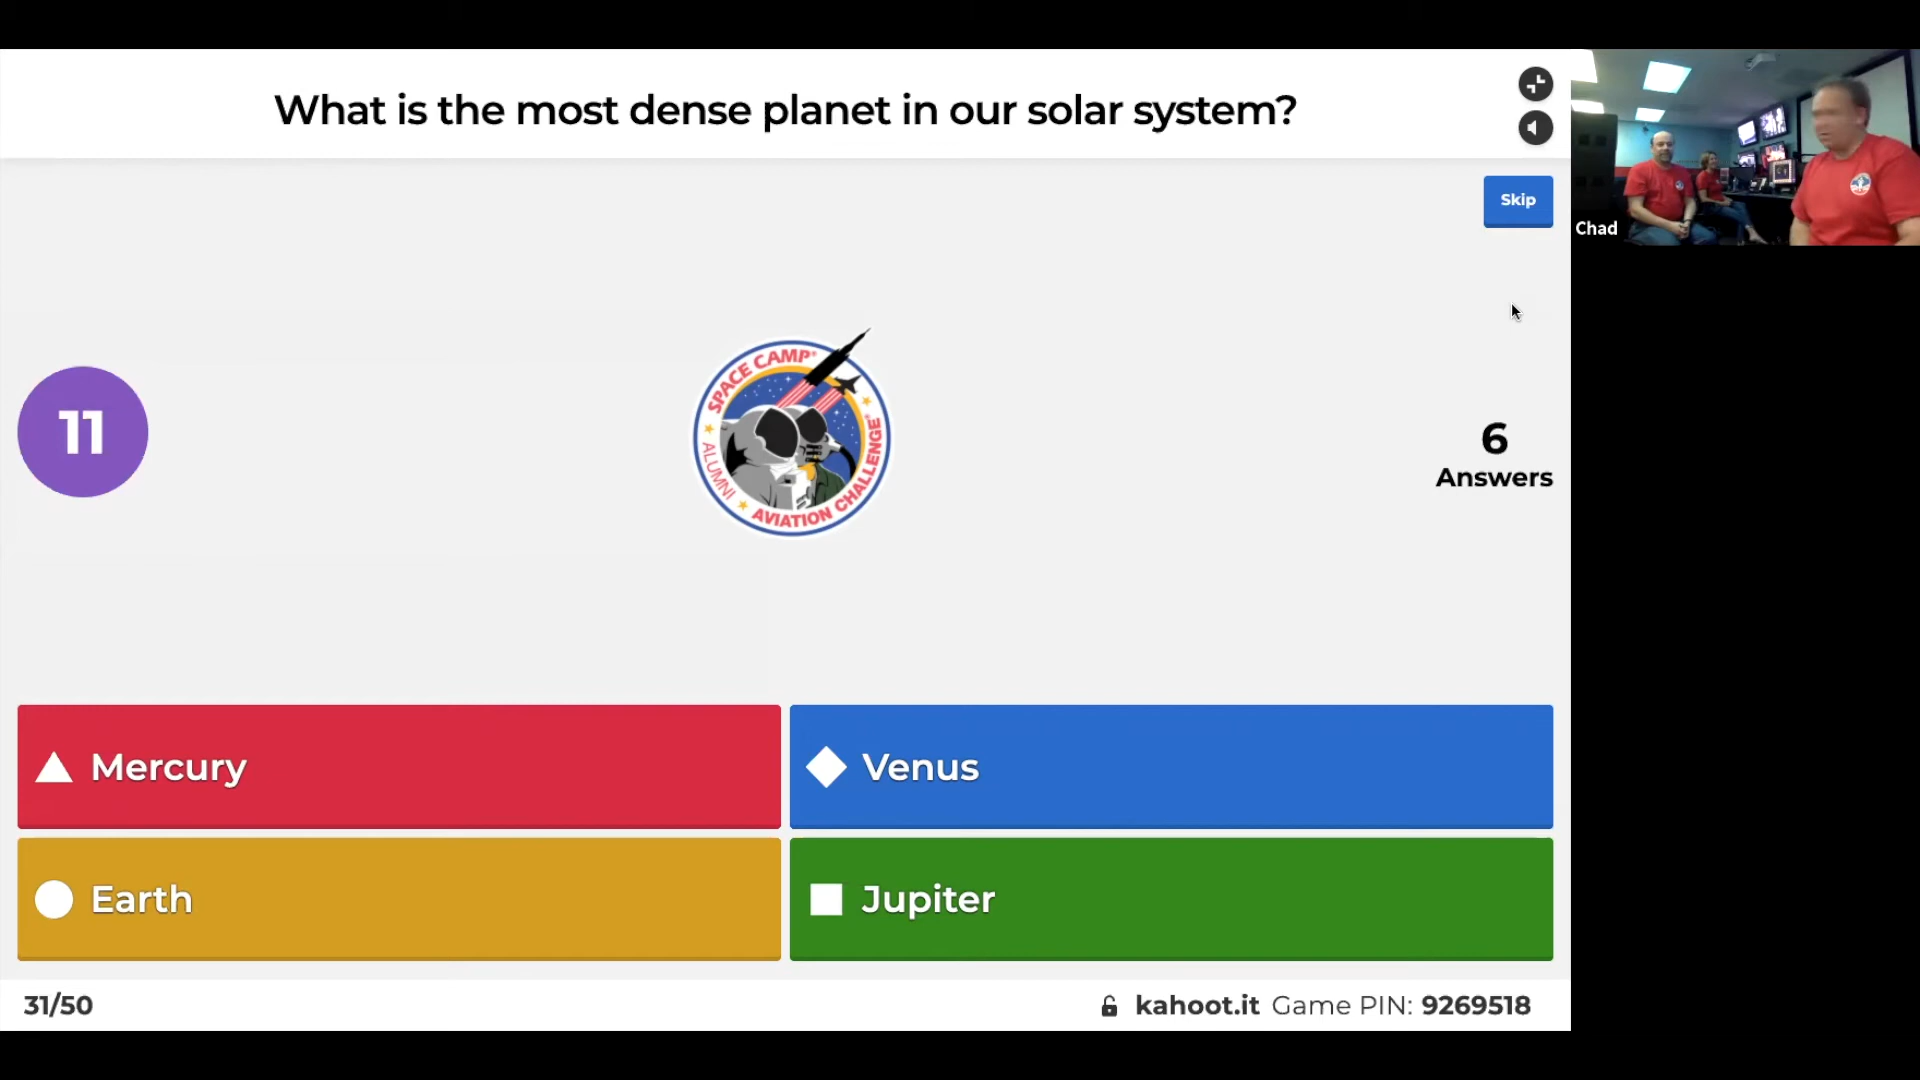 What is the most dense planet in our solar system?
Skip
Chad
11
SPACE CAMP®
ALUMNI
AVIATION CHALLENGE®
6
Answers
Mercury
Venus
Earth
Jupiter
31/50
kahoot.it Game PIN: 9269518